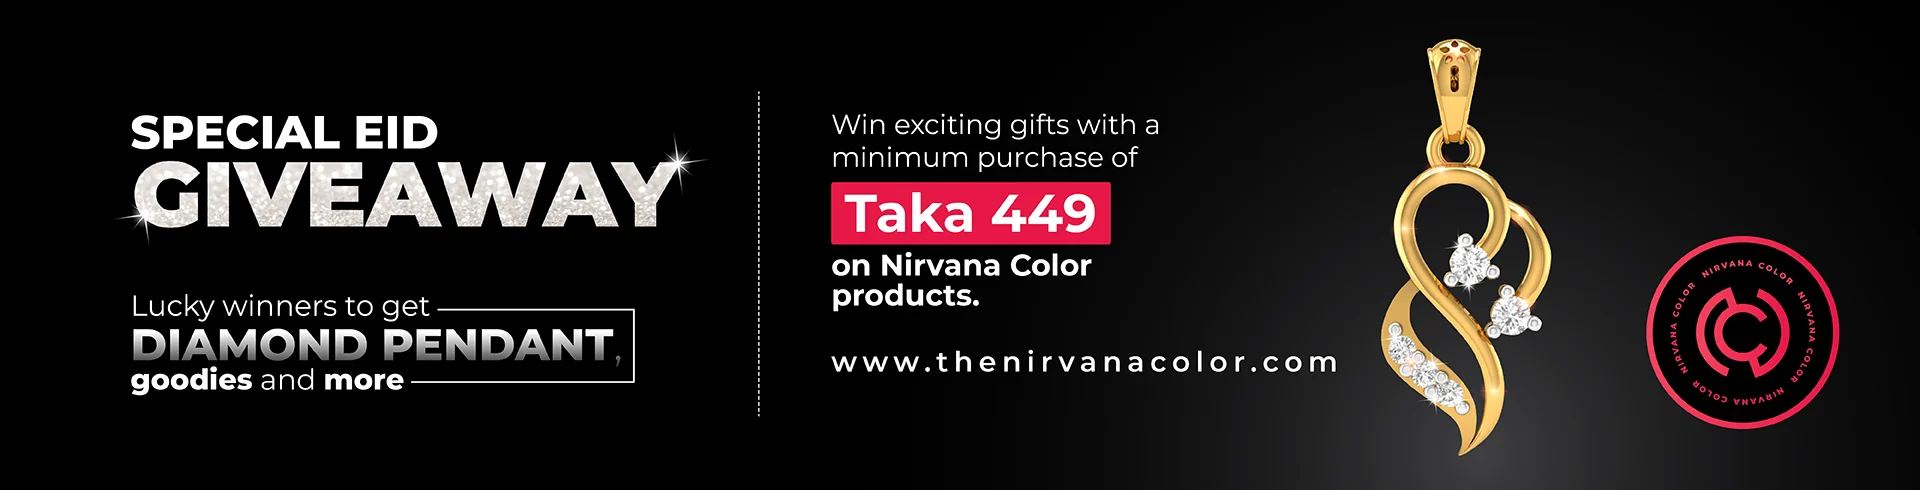 SPECIAL EID
GIVEAWAY
Lucky winners to get
DIAMOND PENDANT,
goodies and more
Win exciting gifts with a
minimum purchase of
Taka 449
on Nirvana Color
products.
www.thenirvanacolor.com
NIRVANA COLOR NIRVANA COLOR NIRVANA COLOR NIRVANA COLOR